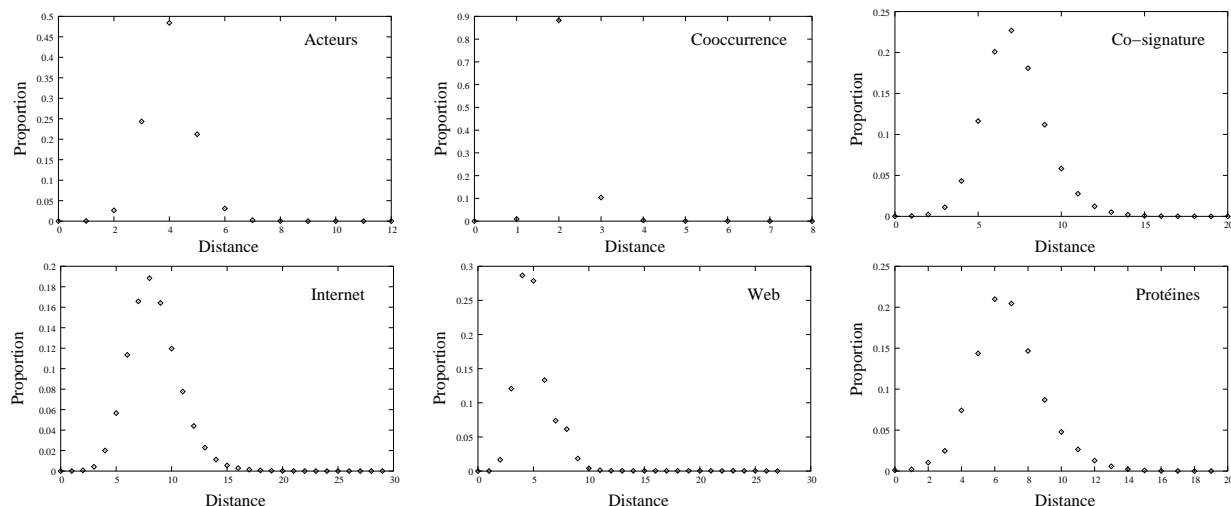 Acteurs
Proportion
0.5
0.45
0.4
0.35
0.3
0.25
0.2
0.15
0.1
0.05
0
0 2 4 6 8 10 12
Distance
Cooccurrence
Proportion
0.9
0.8
0.7
0.6
0.5
0.4
0.3
0.2
0.1
0
0 1 2 3 4 5 6 7 8
Distance
Co−signature
Proportion
0.25
0.2
0.15
0.1
0.05
0
0 5 10 15 20
Distance
Internet
Proportion
0.2
0.18
0.16
0.14
0.12
0.1
0.08
0.06
0.04
0.02
0
0 5 10 15 20 25 30
Distance
Web
Proportion
0.3
0.25
0.2
0.15
0.1
0.05
0
0 5 10 15 20 25 30
Distance
Protéines
Proportion
0.25
0.2
0.15
0.1
0.05
0
0 2 4 6 8 10 12 14 16 18 20
Distance